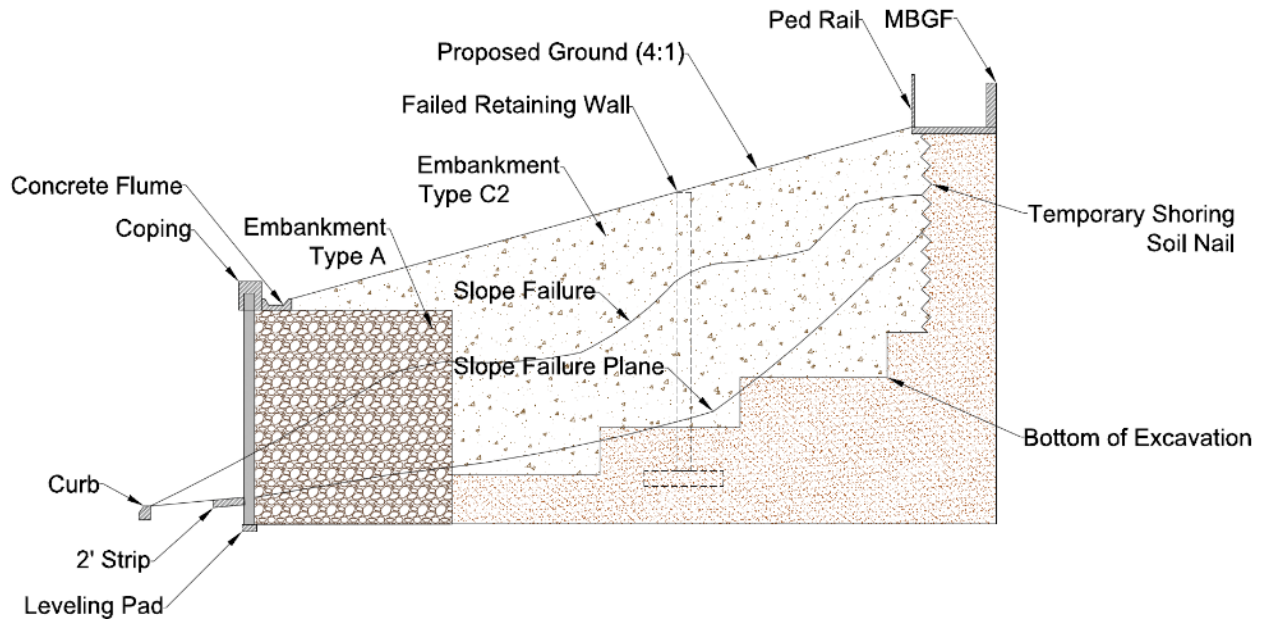 Ped Rail
MBGF
Proposed Ground (4:1)
Failed Retaining Wall
Embankment
Type C2
Concrete Flume
Coping
Embankment
Type A
Temporary Shoring
Soil Nail
Slope Failure
Slope Failure Plane
Bottom of Excavation
Curb
2' Strip
Leveling Pad